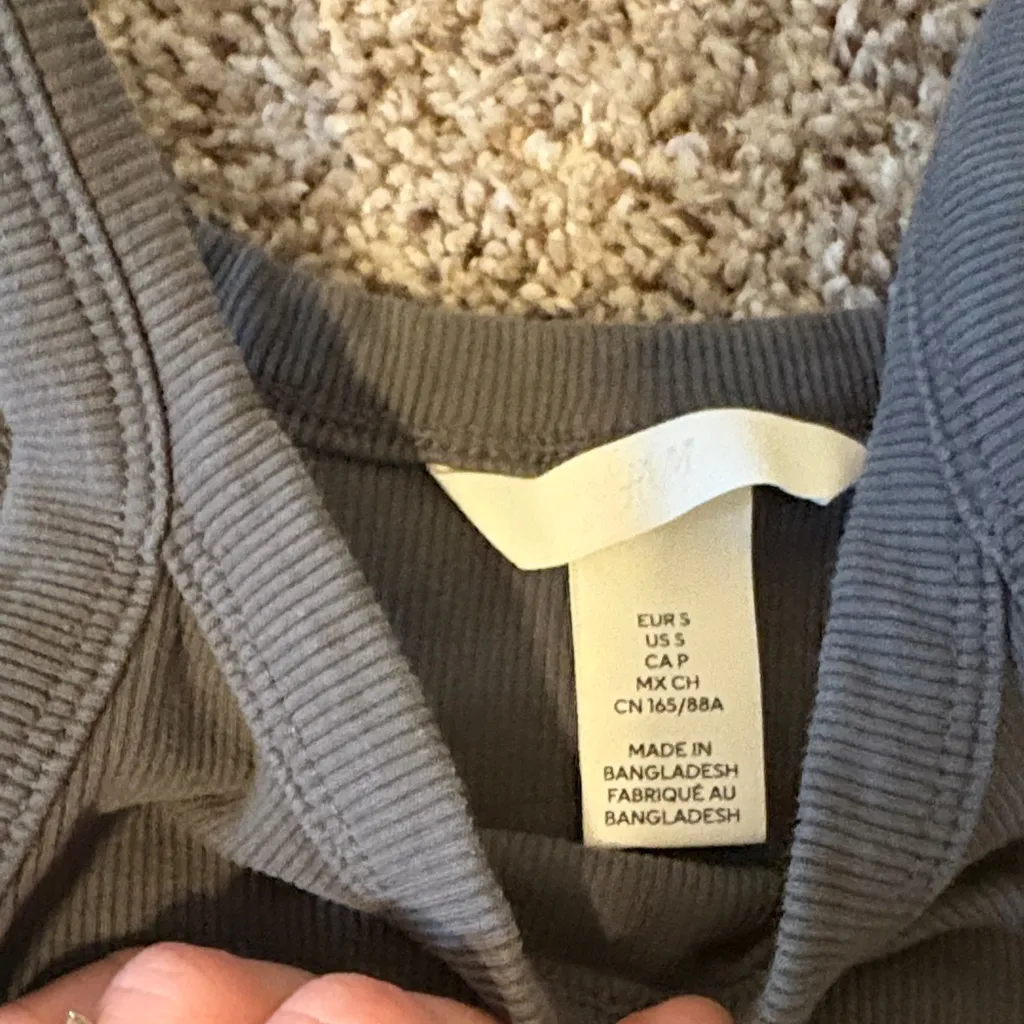 H&M
EUR S
US S
CA P
MX CH
CN 165/88A
MADE IN
BANGLADESH
FABRIQUÉ AU
BANGLADESH